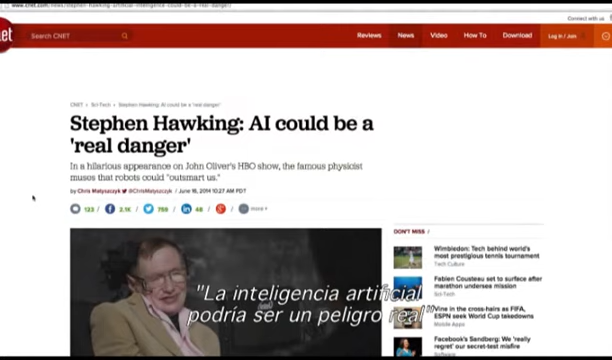 www.cnet.com/news/stephen-hawking-artificial-intelligence-could-be-a-real-danger/
Connect with us
et
Search CNET
Reviews News Video How To Download Log In / Join
CNET › Sci-Tech › Stephen Hawking: AI could be a 'real danger'
Stephen Hawking: AI could be a
'real danger'
In a hilarious appearance on John Oliver's HBO show, the famous physicist
muses that robots could "outsmart us."
by Chris Matyszczyk @ChrisMatyszczyk / June 16, 2014 10:27 AM PDT
123 / 2.1K / 759 / in 48 / more +
DON'T MISS /
Wimbledon: Tech behind world's
most prestigious tennis tournament
Tech Culture
Fabien Cousteau set to surface after
marathon undersea mission
Sci-Tech
Vine in the cross-hairs as FIFA,
ESPN seek World Cup takedowns
Mobile Apps
Facebook's Sandberg: We 'really
regret' our secret-test misfire
Software
"La inteligencia artificial
podría ser un peligro real"